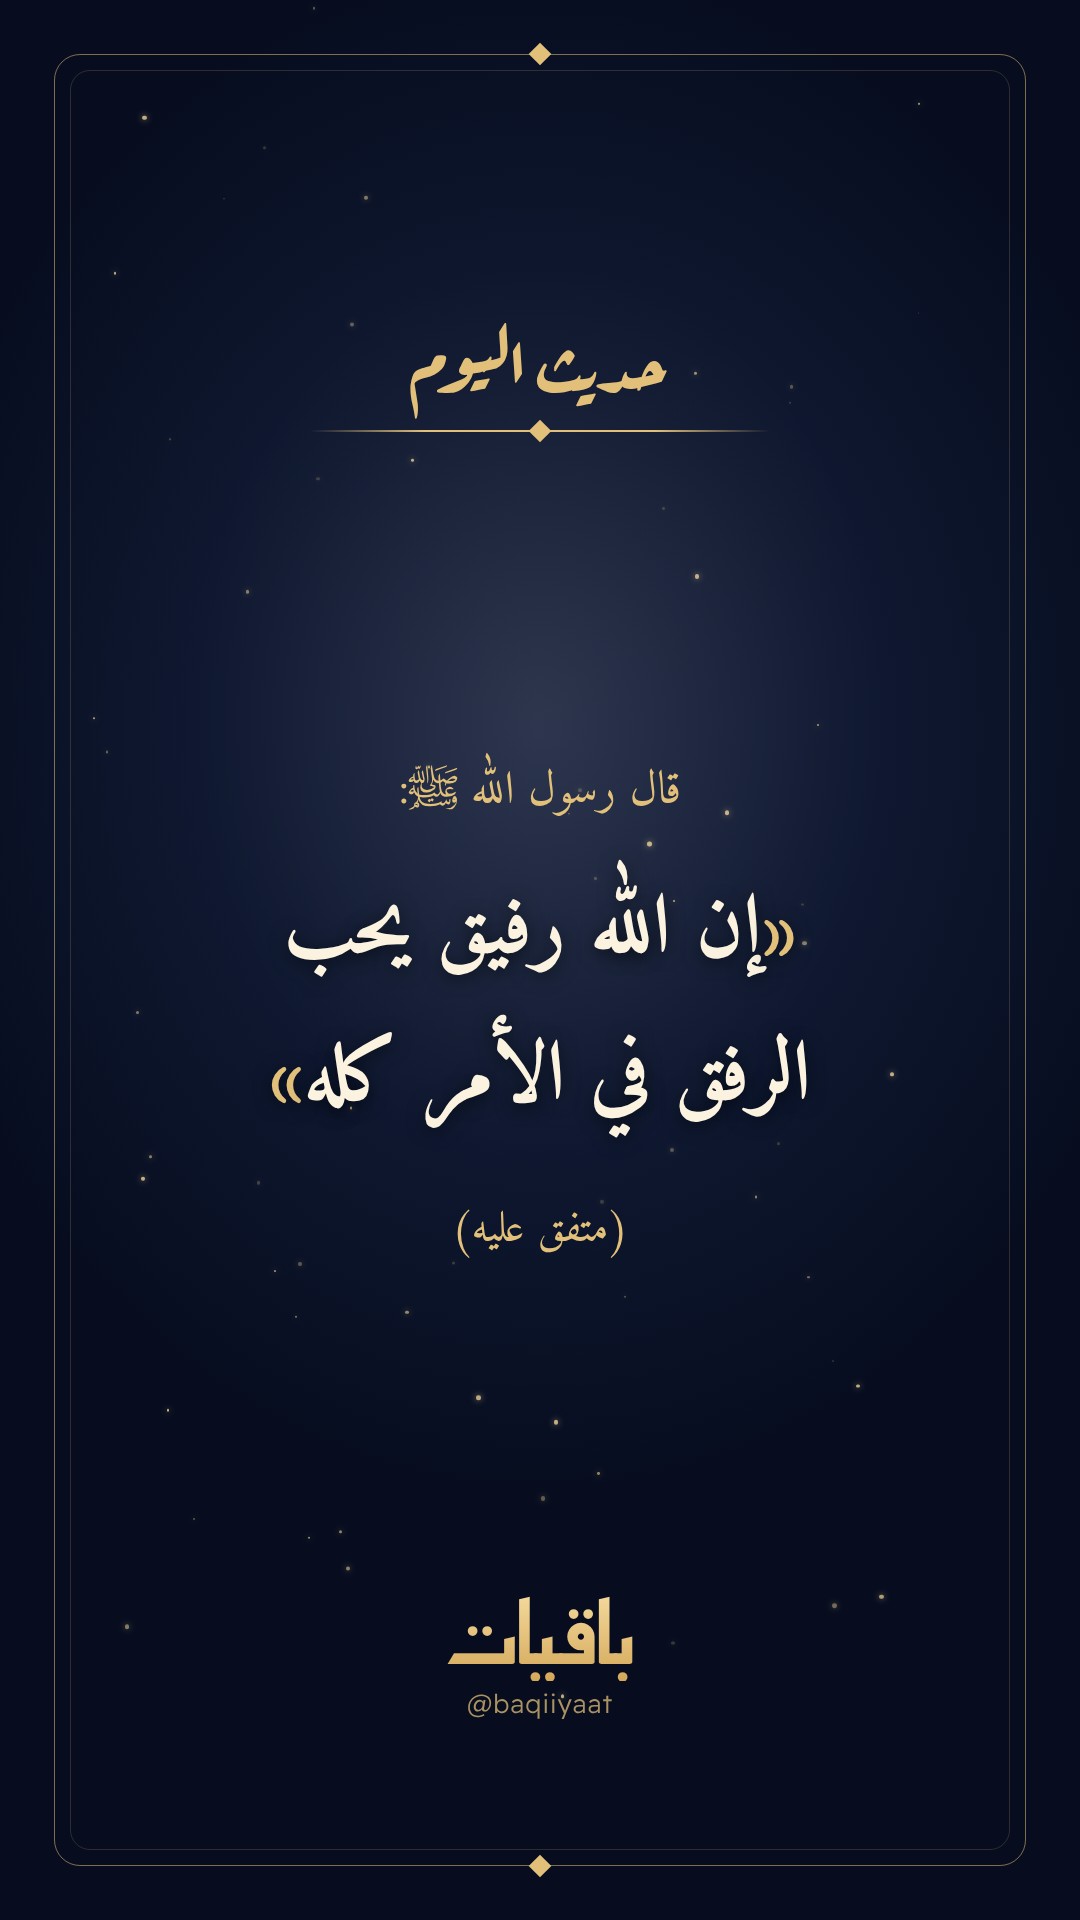 حديث اليوم
قال رسول الله ﷺ:
«إن الله رفيق يحب
الرفق في الأمر كله»
(متفق عليه)
باقيات
@baqiiyaat